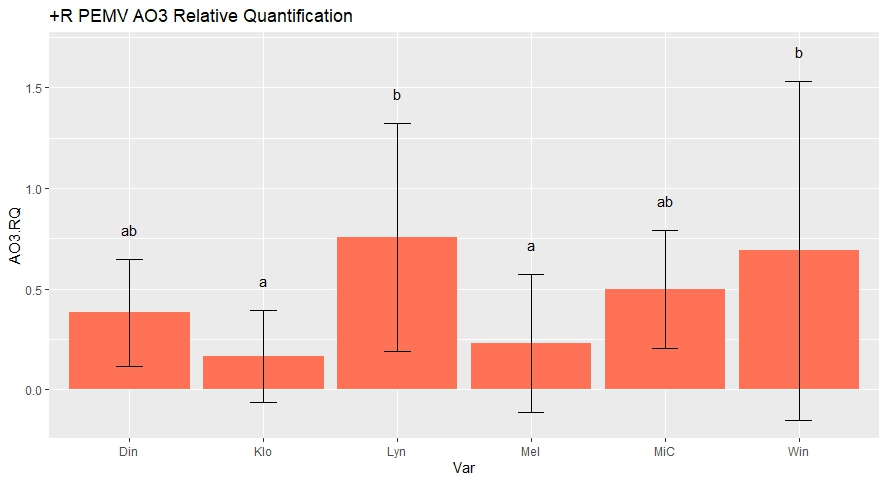 +R PEMV AO3 Relative Quantification
b
b
ab
ab
a
a
1.5
1.0
0.5
0.0
AO3.RQ
Din Klo Lyn Mel MiC Win
Var